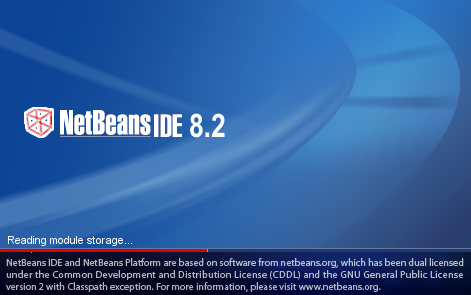 NetBeans IDE 8.2
Reading module storage...
NetBeans IDE and NetBeans Platform are based on software from netbeans.org, which has been dual licensed
under the Common Development and Distribution License (CDDL) and the GNU General Public License
version 2 with Classpath exception. For more information, please visit www.netbeans.org.